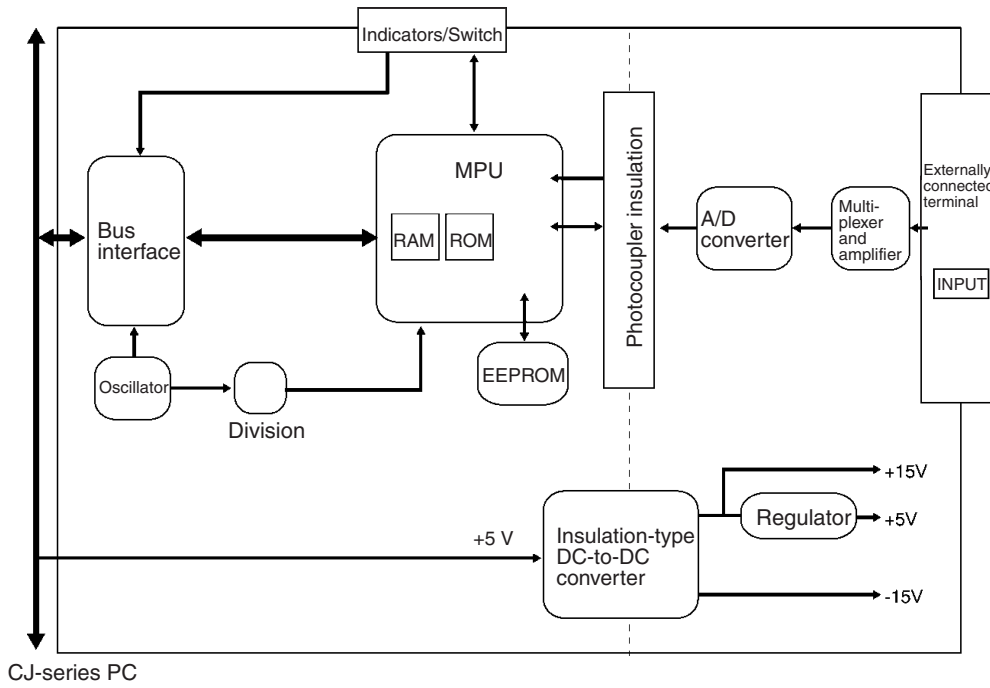 Indicators/Switch
MPU
RAM
ROM
Bus
interface
Photocoupler insulation
A/D
converter
Multi-
plexer
and
amplifier
Externally
connected
terminal
INPUT
EEPROM
Oscillator
Division
+5 V
Insulation-type
DC-to-DC
converter
Regulator
+15V
+5V
-15V
CJ-series PC